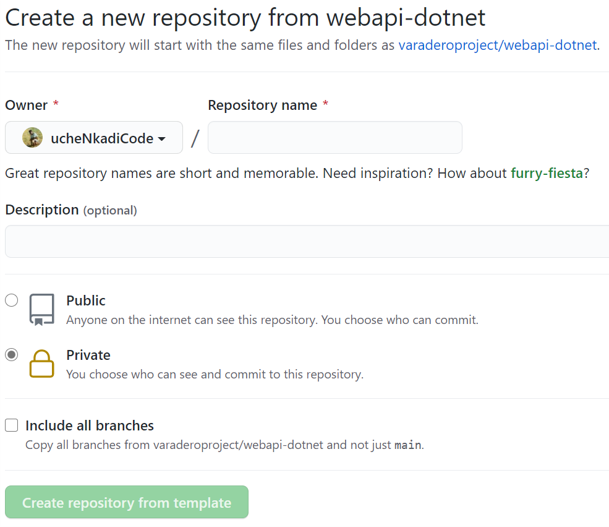 Create a new repository from webapi-dotnet
The new repository will start with the same files and folders as varaderoproject/webapi-dotnet.
Owner * Repository name *
ucheNkadiCode / 
Great repository names are short and memorable. Need inspiration? How about furry-fiesta?
Description (optional)
Public
Anyone on the internet can see this repository. You choose who can commit.
Private
You choose who can see and commit to this repository.
Include all branches
Copy all branches from varaderoproject/webapi-dotnet and not just main.
Create repository from template